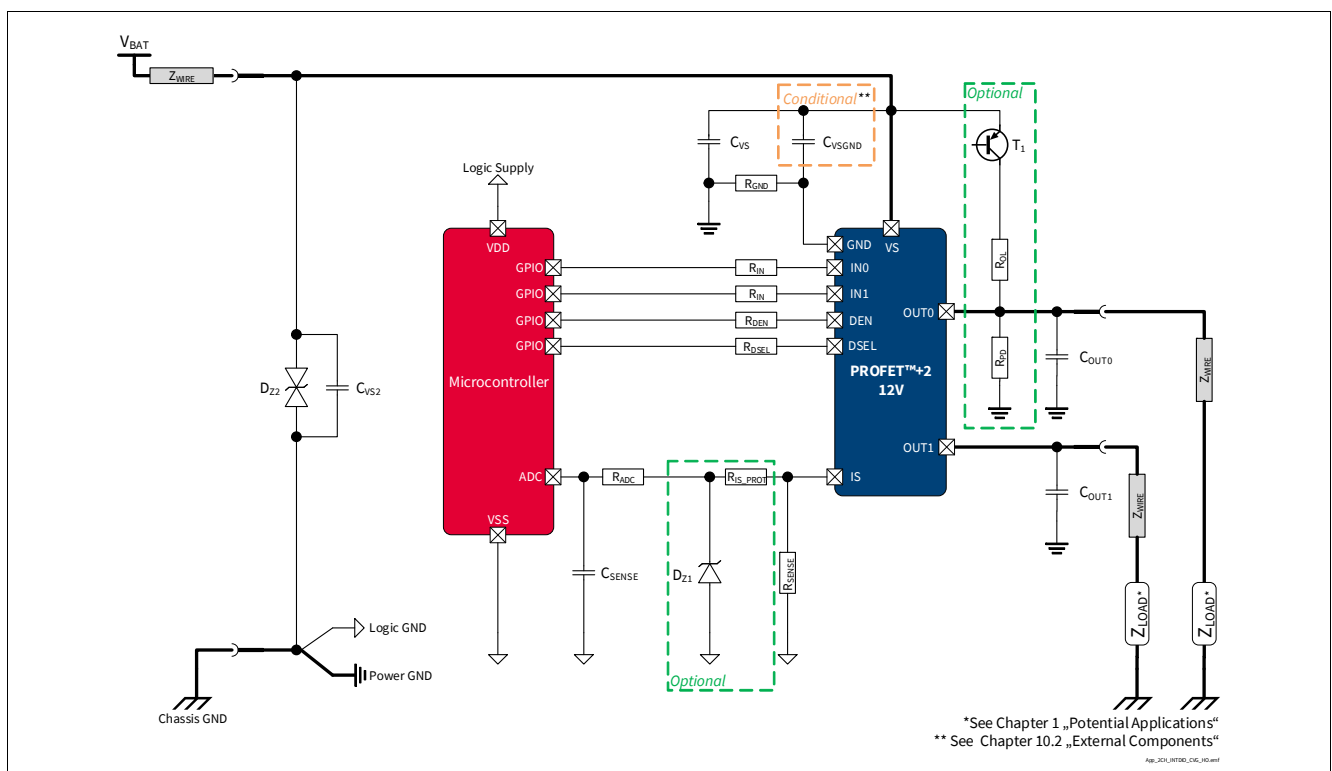 VBAT
ZWIRE
Conditional**
Optional
CVS
CVSGND
T1
Logic Supply
RGND
VDD
GND
VS
GPIO
RIN
IN0
ROL
GPIO
RIN
IN1
GPIO
RDEN
DEN
OUT0
GPIO
RDSEL
DSEL
RPD
COUT0
ZWIRE
DZ2
CVS2
Microcontroller
PROFET™+2
12V
OUT1
ADC
RADC
RIS_PROT
IS
COUT1
ZWIRE
VSS
CSENSE
DZ1
RSENSE
ZLOAD*
ZLOAD*
Logic GND
Power GND
Optional
Chassis GND
*See Chapter 1 „Potential Applications“
** See Chapter 10.2 „External Components“
App_2CH_INTDIO_CVG_HO.emf